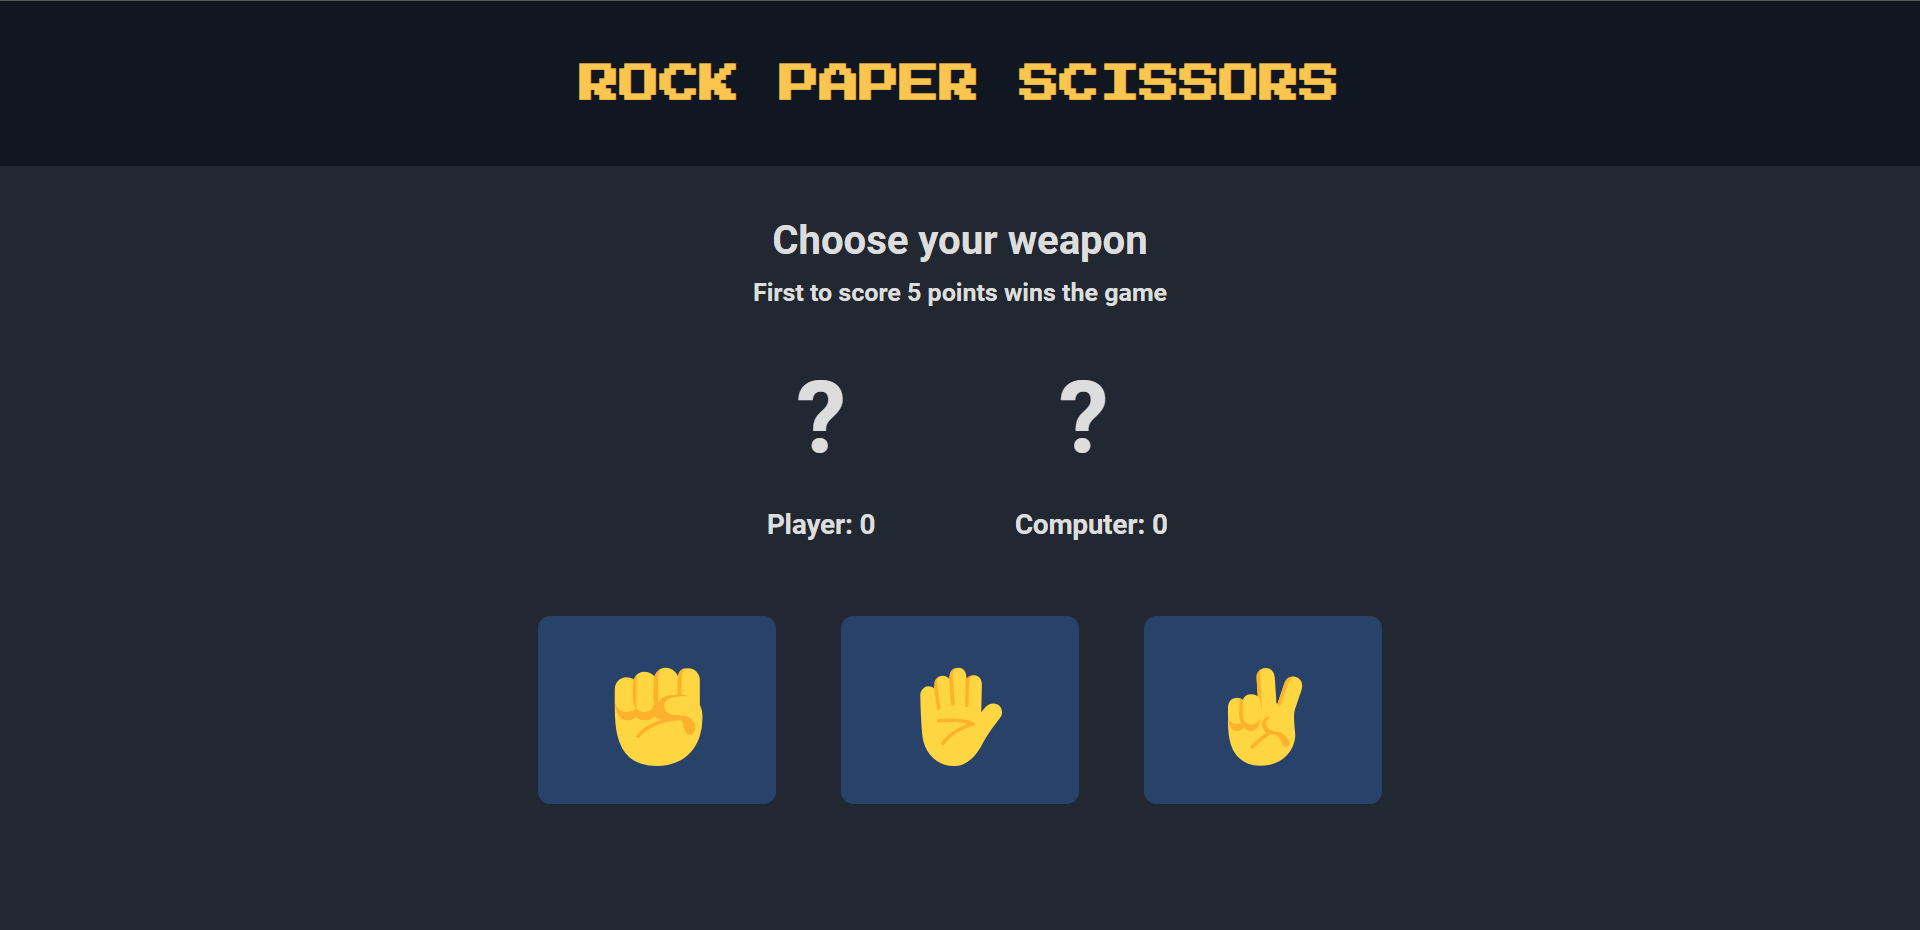 ROCK PAPER SCISSORS
Choose your weapon
First to score 5 points wins the game
? ?
Player: 0 Computer: 0